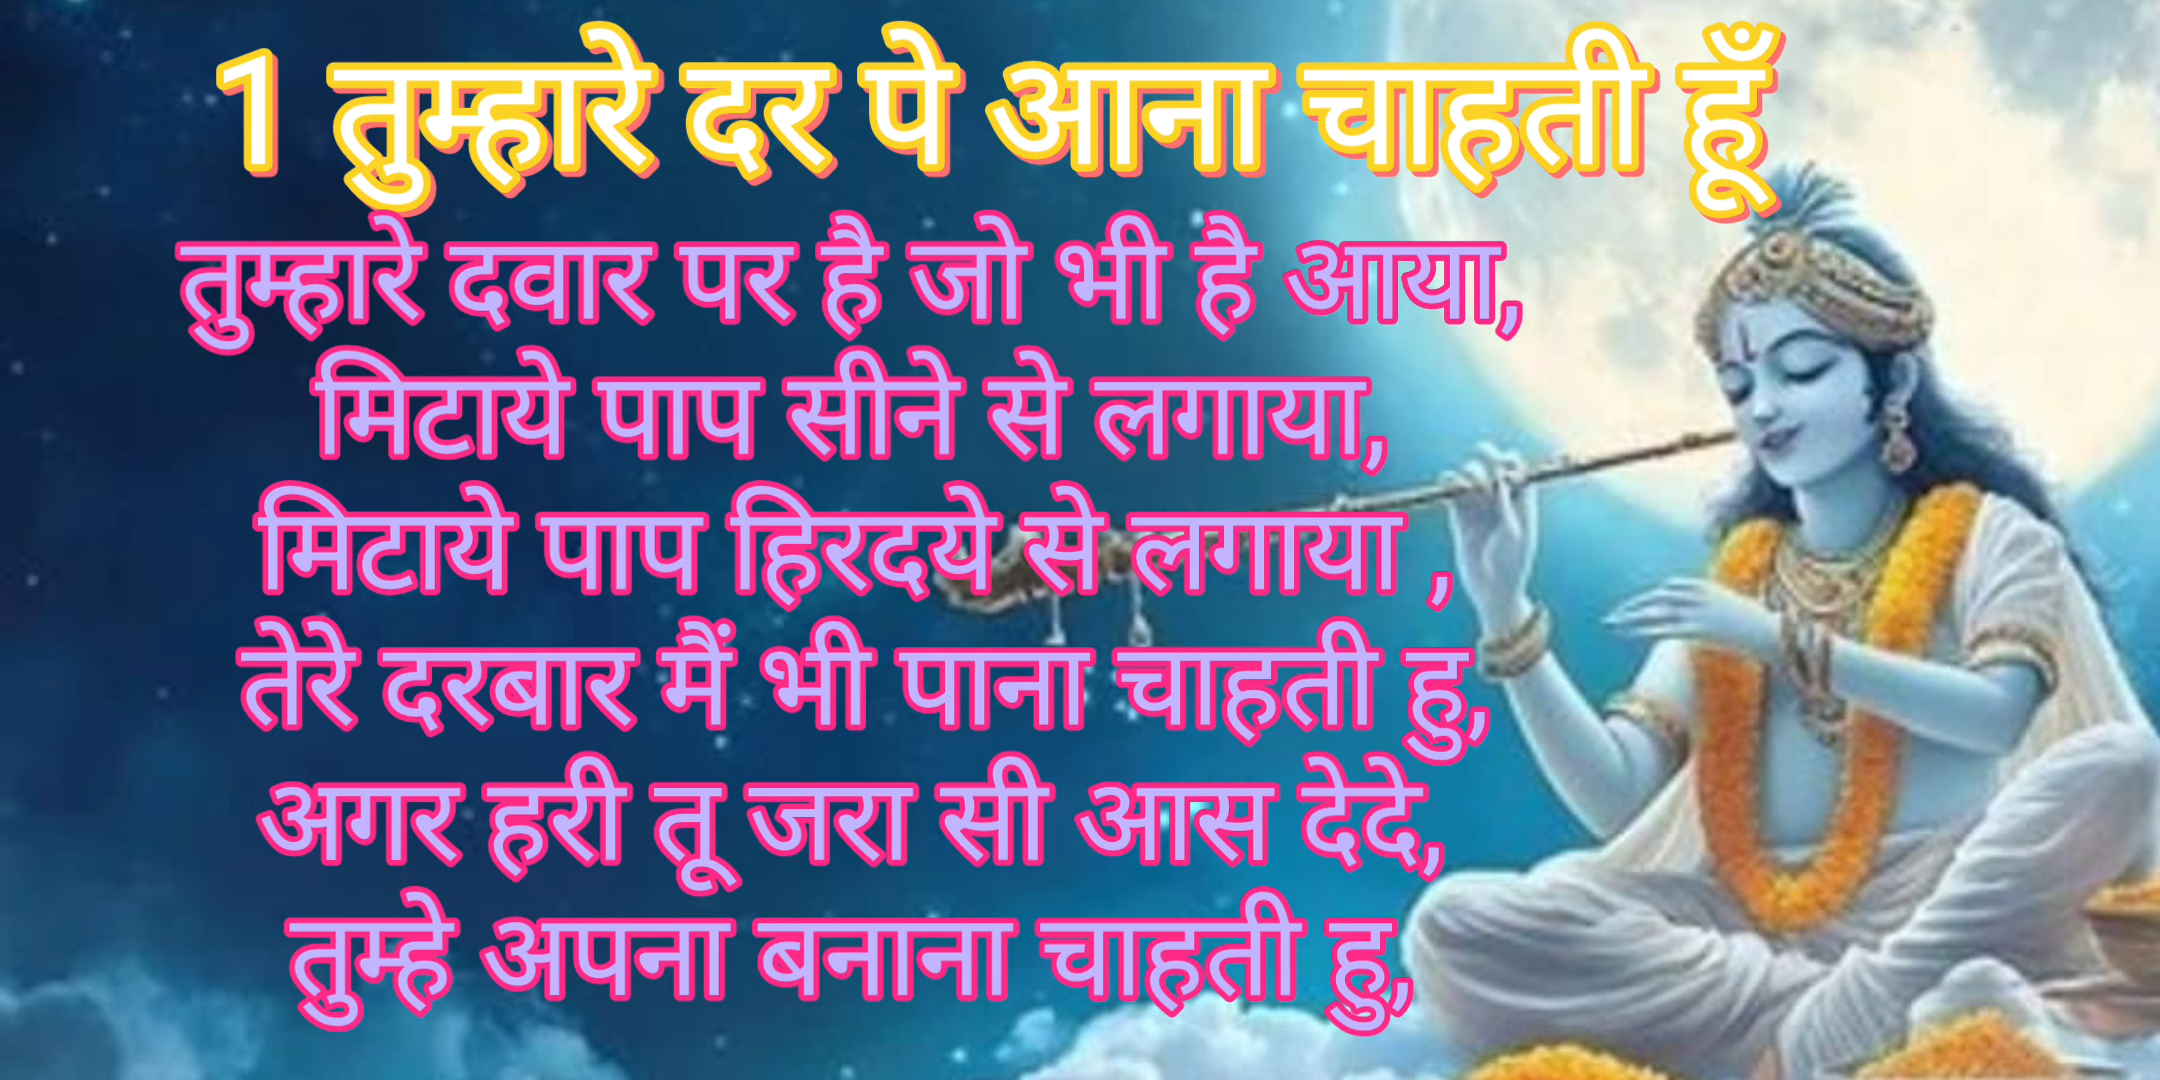 1 तुम्हारे दर पे आना चाहती हूँ
तुम्हारे दवार पर है जो भी है आया,
मिटाये पाप सीने से लगाया,
मिटाये पाप हिरदये से लगाया ,
तेरे दरबार मैं भी पाना चाहती हु,
अगर हरी तू जरा सी आस देदे,
तुम्हे अपना बनाना चाहती हु,